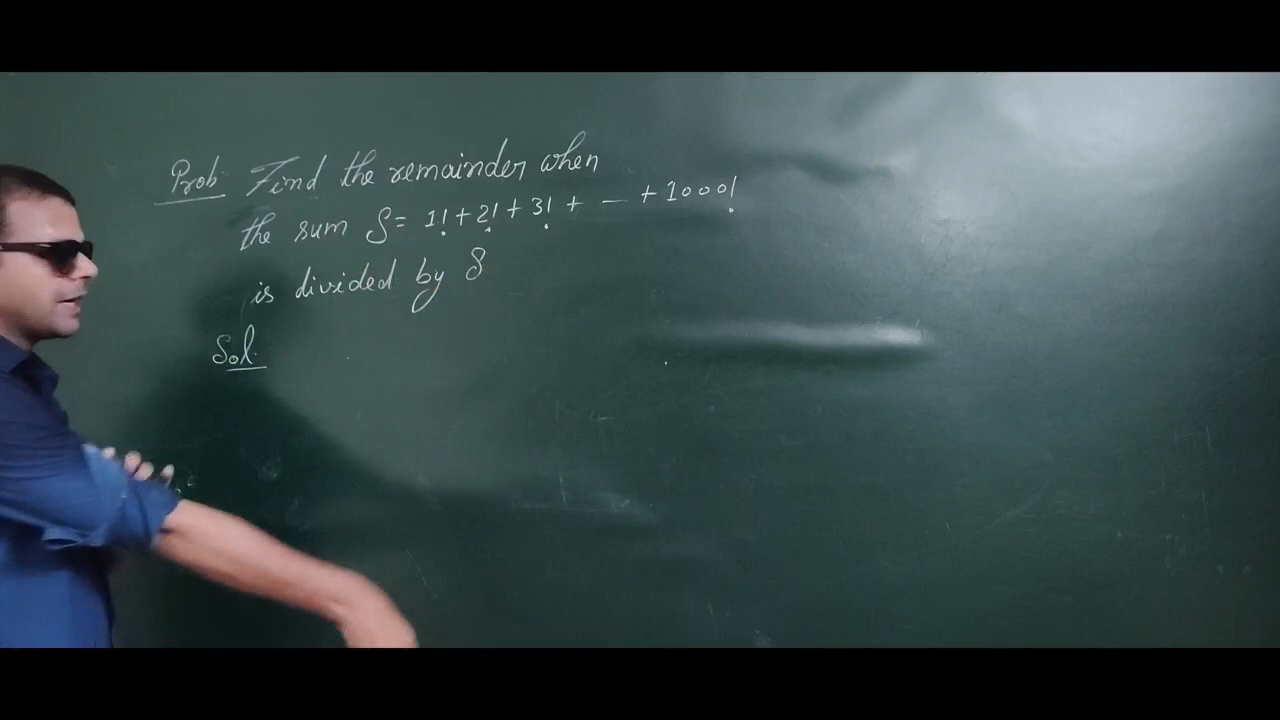 Prob. Find the remainder when
the sum S = 1! + 2! + 3! + --- + 1000!
is divided by 8
Sol.